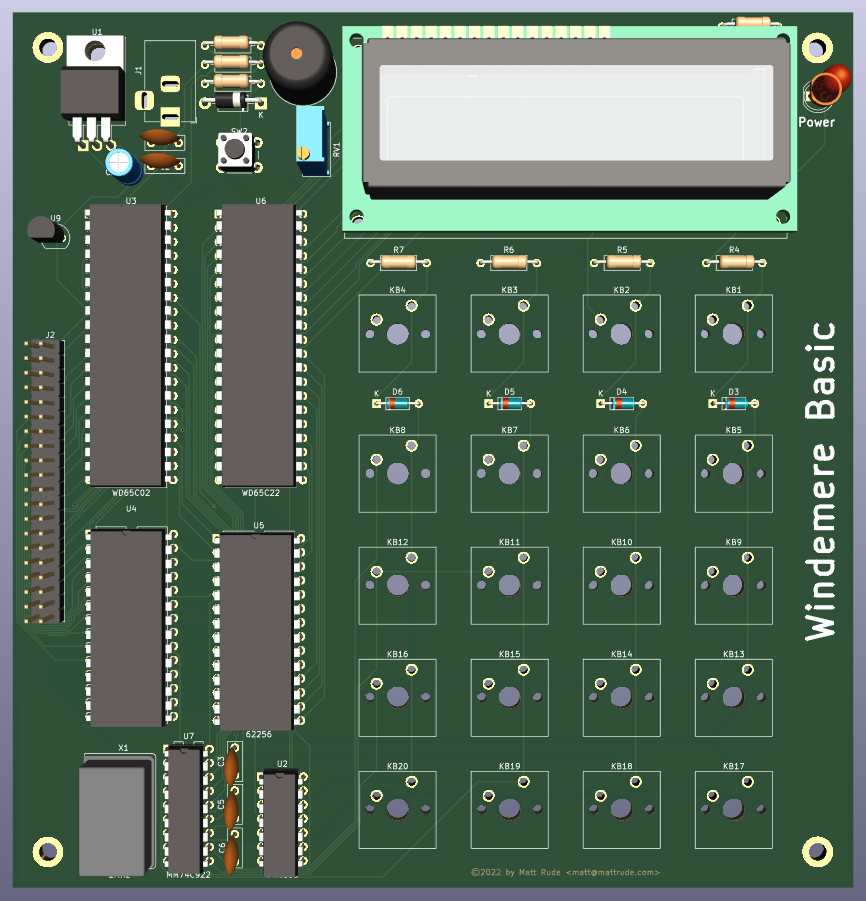 U1
J1
K
SW2
RV1
Power
U9
U3
U6
R7
R6
R5
R4
KB4
KB3
KB2
KB1
J2
K
D6
K
D5
K
D4
K
D3
KB8
KB7
KB6
KB5
Windemere Basic
WD65C02
WD65C22
U4
U5
KB12
KB11
KB10
KB9
KB16
KB15
KB14
KB13
62256
X1
U7
C3
U2
KB20
KB19
KB18
KB17
C5
C6
MM74C922
©2022 by Matt Rude <matt@mattrude.com>